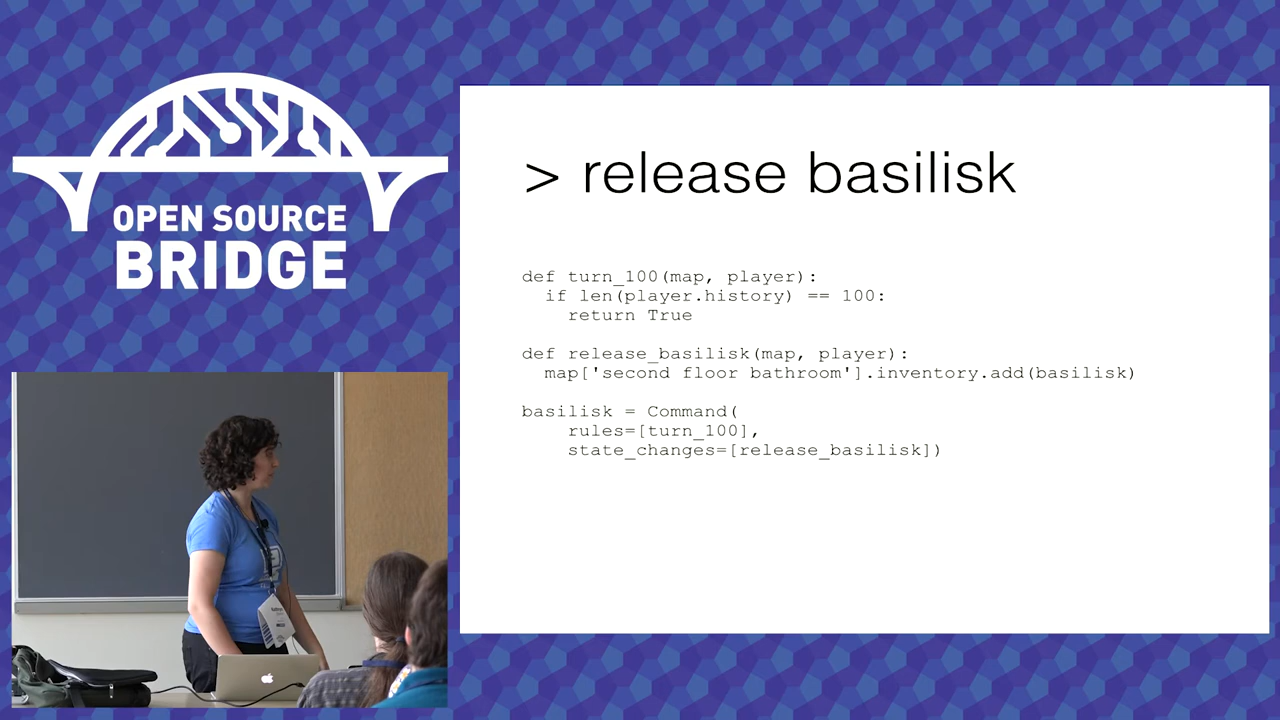 OPEN SOURCE
BRIDGE
> release basilisk
def turn_100(map, player):
  if len(player.history) == 100:
    return True
def release_basilisk(map, player):
  map['second floor bathroom'].inventory.add(basilisk)
basilisk = Command(
    rules=[turn_100],
    state_changes=[release_basilisk])